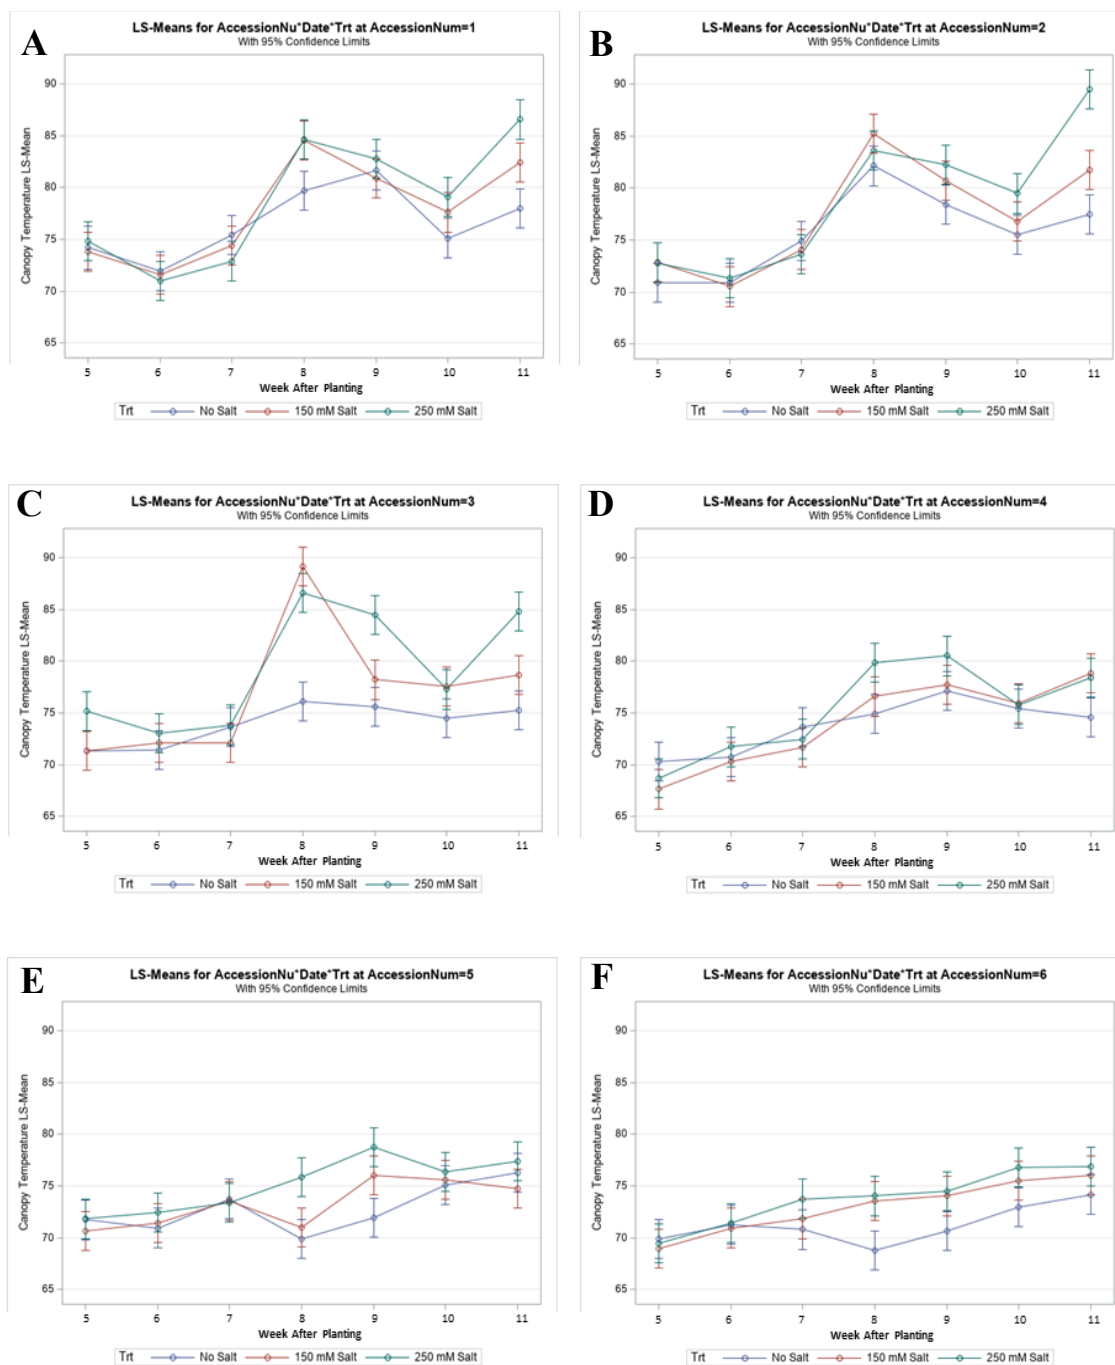 A
LS-Means for AccessionNu*Date*Trt at AccessionNum=1
With 95% Confidence Limits
Canopy Temperature LS-Mean
90
85
80
75
70
65
5 6 7 8 9 10 11
Week After Planting
Trt No Salt 150 mM Salt 250 mM Salt
B
LS-Means for AccessionNu*Date*Trt at AccessionNum=2
With 95% Confidence Limits
Canopy Temperature LS-Mean
90
85
80
75
70
65
5 6 7 8 9 10 11
Week After Planting
Trt No Salt 150 mM Salt 250 mM Salt
C
LS-Means for AccessionNu*Date*Trt at AccessionNum=3
With 95% Confidence Limits
Canopy Temperature LS-Mean
90
85
80
75
70
65
5 6 7 8 9 10 11
Week After Planting
Trt No Salt 150 mM Salt 250 mM Salt
D
LS-Means for AccessionNu*Date*Trt at AccessionNum=4
With 95% Confidence Limits
Canopy Temperature LS-Mean
90
85
80
75
70
65
5 6 7 8 9 10 11
Week After Planting
Trt No Salt 150 mM Salt 250 mM Salt
E
LS-Means for AccessionNu*Date*Trt at AccessionNum=5
With 95% Confidence Limits
Canopy Temperature LS-Mean
90
85
80
75
70
65
5 6 7 8 9 10 11
Week After Planting
Trt No Salt 150 mM Salt 250 mM Salt
F
LS-Means for AccessionNu*Date*Trt at AccessionNum=6
With 95% Confidence Limits
Canopy Temperature LS-Mean
90
85
80
75
70
65
5 6 7 8 9 10 11
Week After Planting
Trt No Salt 150 mM Salt 250 mM Salt